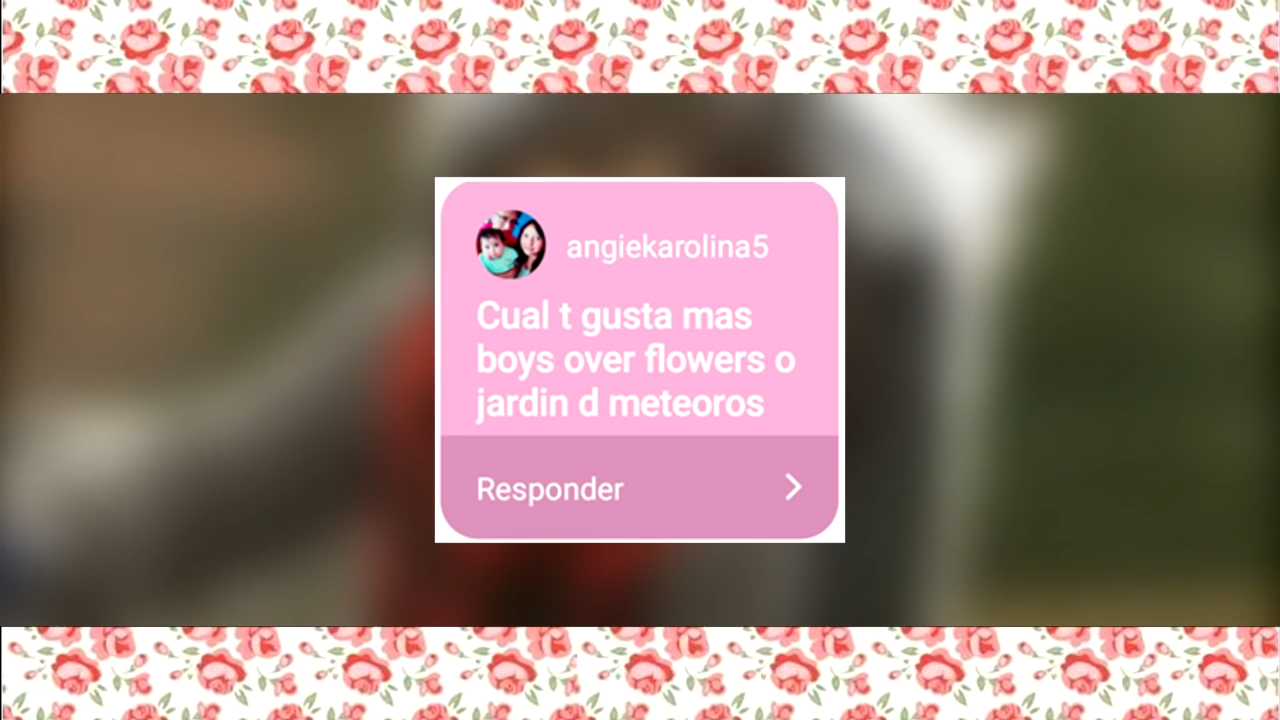 angiekarolina5
Cual t gusta mas
boys over flowers o
jardin d meteoros
Responder